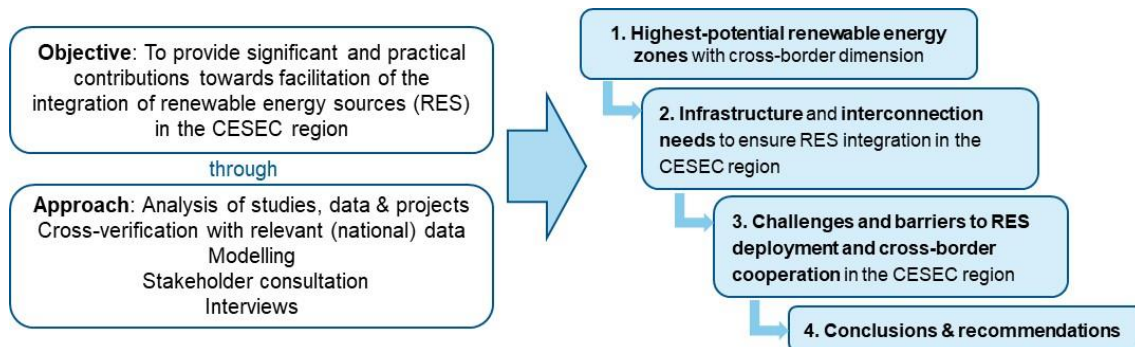 Objective: To provide significant and practical
contributions towards facilitation of the
integration of renewable energy sources (RES)
in the CESEC region
through
Approach: Analysis of studies, data & projects
Cross-verification with relevant (national) data
Modelling
Stakeholder consultation
Interviews
1. Highest-potential renewable energy
zones with cross-border dimension
2. Infrastructure and interconnection
needs to ensure RES integration in the
CESEC region
3. Challenges and barriers to RES
deployment and cross-border
cooperation in the CESEC region
4. Conclusions & recommendations